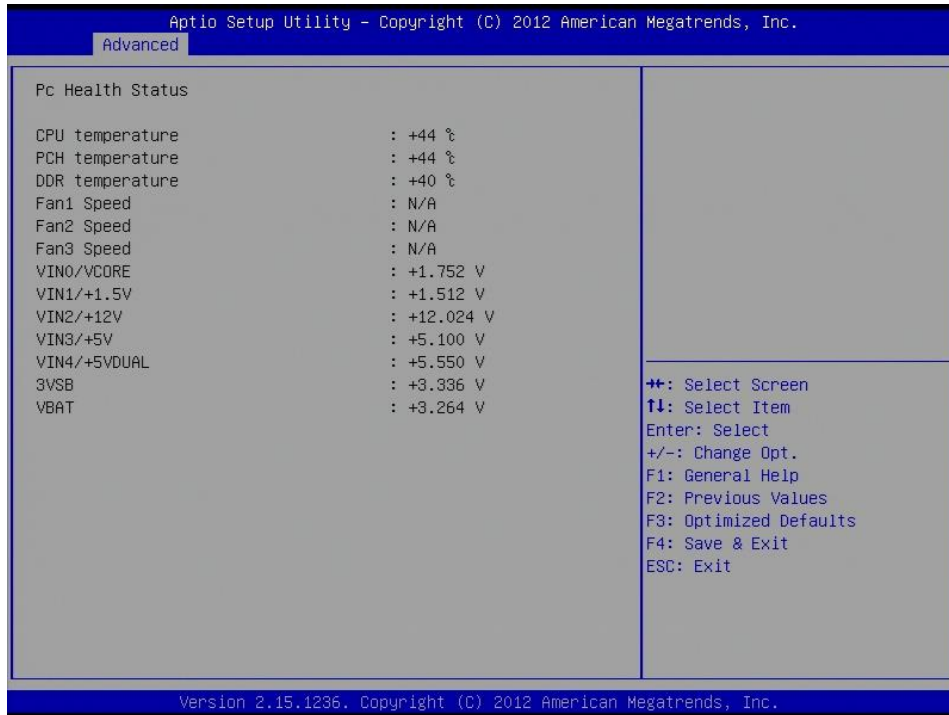 Aptio Setup Utility – Copyright (C) 2012 American Megatrends, Inc.
Advanced
Pc Health Status
CPU temperature : +44 ℃
PCH temperature : +44 ℃
DDR temperature : +40 ℃
Fan1 Speed : N/A
Fan2 Speed : N/A
Fan3 Speed : N/A
VIN0/VCORE : +1.752 V
VIN1/+1.5V : +1.512 V
VIN2/+12V : +12.024 V
VIN3/+5V : +5.100 V
VIN4/+5VDUAL : +5.550 V
3VSB : +3.336 V
VBAT : +3.264 V
→←: Select Screen
↑↓: Select Item
Enter: Select
+/-: Change Opt.
F1: General Help
F2: Previous Values
F3: Optimized Defaults
F4: Save & Exit
ESC: Exit
Version 2.15.1236. Copyright (C) 2012 American Megatrends, Inc.